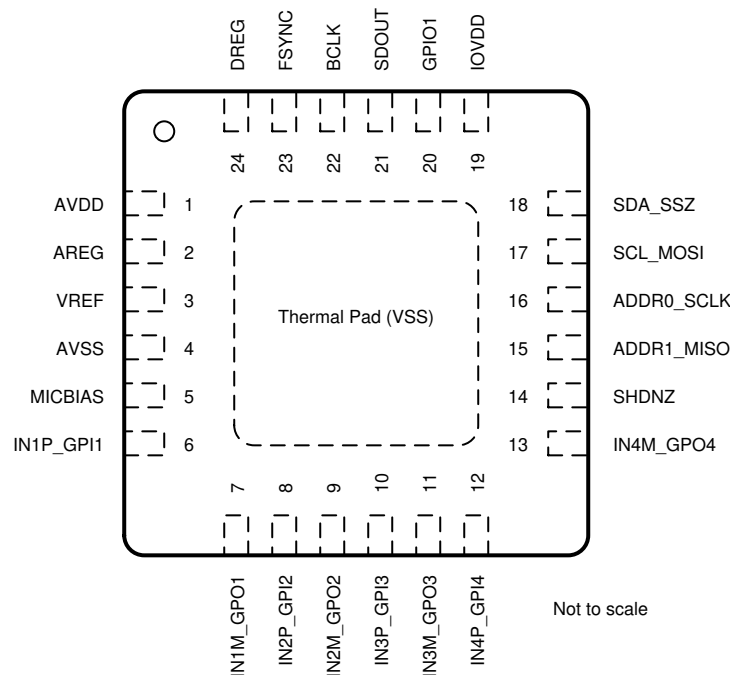 DREG FSYNC BCLK SDOUT GPIO1 IOVDD
24 23 22 21 20 19
AVDD 1 18 SDA_SSZ
AREG 2 17 SCL_MOSI
VREF 3 16 ADDR0_SCLK
Thermal Pad (VSS)
AVSS 4 15 ADDR1_MISO
MICBIAS 5 14 SHDNZ
IN1P_GPI1 6 13 IN4M_GPO4
7 8 9 10 11 12
IN1M_GPO1 IN2P_GPI2 IN2M_GPO2 IN3P_GPI3 IN3M_GPO3 IN4P_GPI4
Not to scale